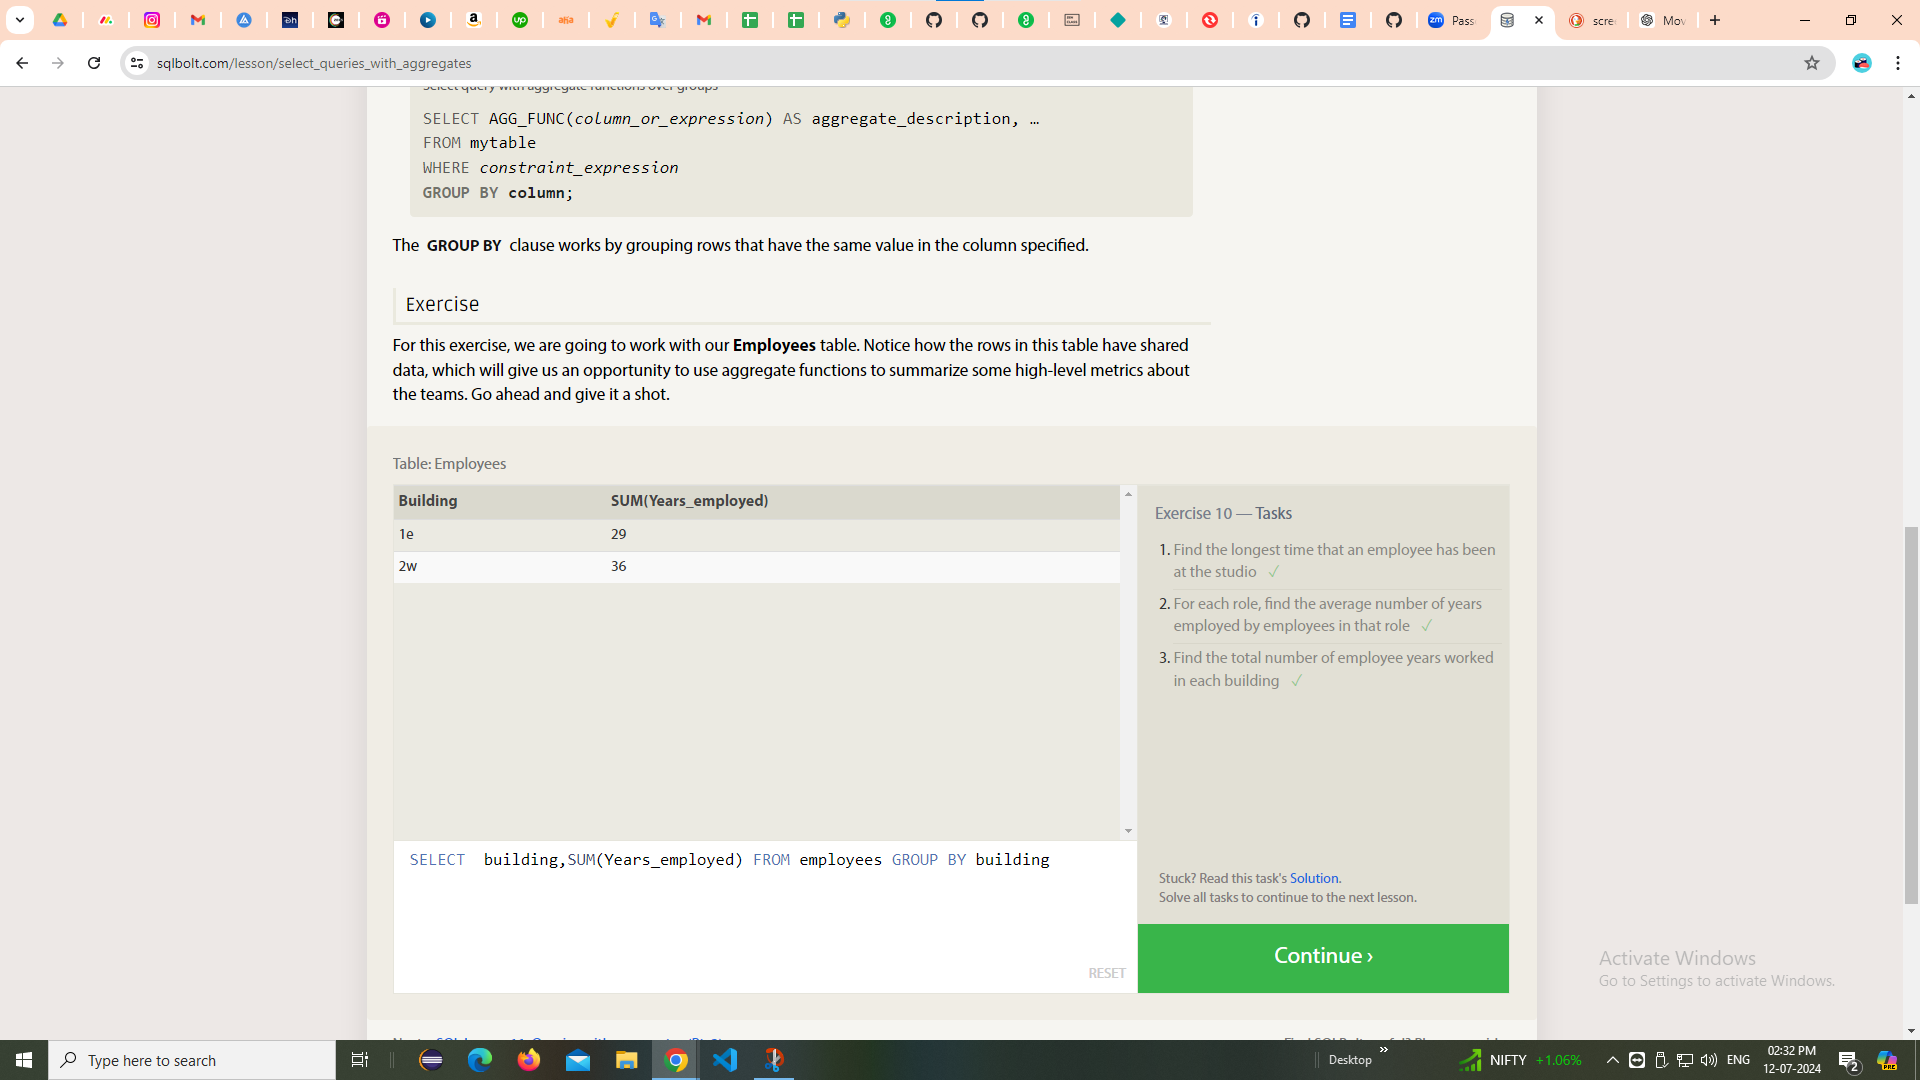 Pass
scre
Mov
sqlbolt.com/lesson/select_queries_with_aggregates
Select query with aggregate functions over groups
SELECT AGG_FUNC(column_or_expression) AS aggregate_description, …
FROM mytable
WHERE constraint_expression
GROUP BY column;
The GROUP BY clause works by grouping rows that have the same value in the column specified.
Exercise
For this exercise, we are going to work with our Employees table. Notice how the rows in this table have shared
data, which will give us an opportunity to use aggregate functions to summarize some high-level metrics about
the teams. Go ahead and give it a shot.
Table: Employees
Building SUM(Years_employed)
1e 29
2w 36
SELECT  building,SUM(Years_employed) FROM employees GROUP BY building
RESET
Exercise 10 — Tasks
1. Find the longest time that an employee has been
at the studio ✓
2. For each role, find the average number of years
employed by employees in that role ✓
3. Find the total number of employee years worked
in each building ✓
Stuck? Read this task's Solution.
Solve all tasks to continue to the next lesson.
Continue ›
Activate Windows
Go to Settings to activate Windows.
Type here to search
Desktop
NIFTY +1.06%
ENG
02:32 PM
12-07-2024
2